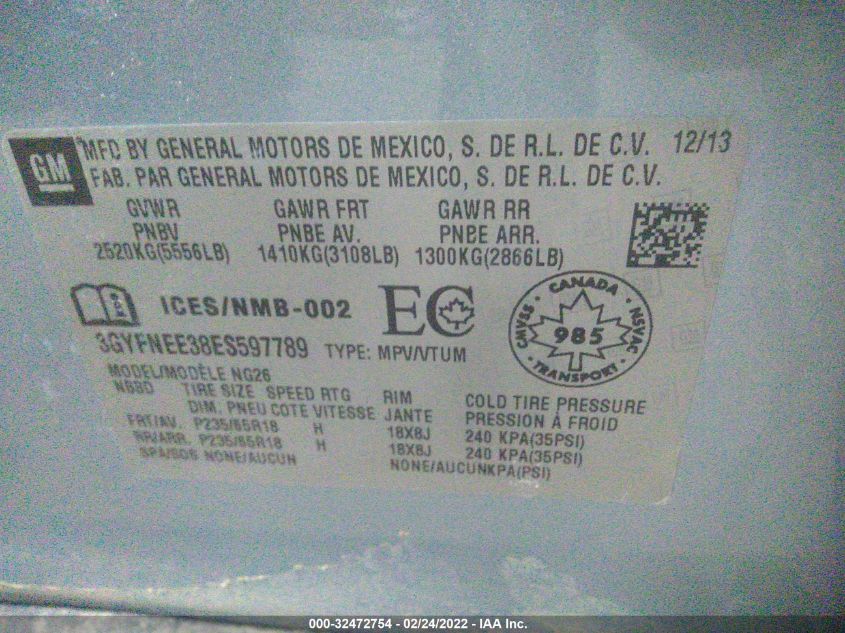 GM
MFD BY GENERAL MOTORS DE MEXICO, S. DE R.L. DE C.V. 12/13
FAB. PAR GENERAL MOTORS DE MEXICO, S. DE R.L. DE C.V.
GVWR GAWR FRT GAWR RR
PNBV PNBE AV. PNBE ARR.
2520KG(5556LB) 1410KG(3108LB) 1300KG(2866LB)
ICES/NMB-002 EC
CANADA
CMVSS 985 NSVAC
TRANSPORT
3GYFNEE38ES597789 TYPE: MPV/VTUM
MODEL/MODÈLE NG26
TIRE SIZE SPEED RTG RIM COLD TIRE PRESSURE
DIM. PNEU COTE VITESSE JANTE PRESSION À FROID
FRT/AV. P235/65R18 H 18X8J 240 KPA(35PSI)
RR/ARR. P235/65R18 H 18X8J 240 KPA(35PSI)
SPA/SOS NONE/AUCUN NONE/AUCUNKPA(PSI)
000-32472754 - 02/24/2022 - IAA Inc.